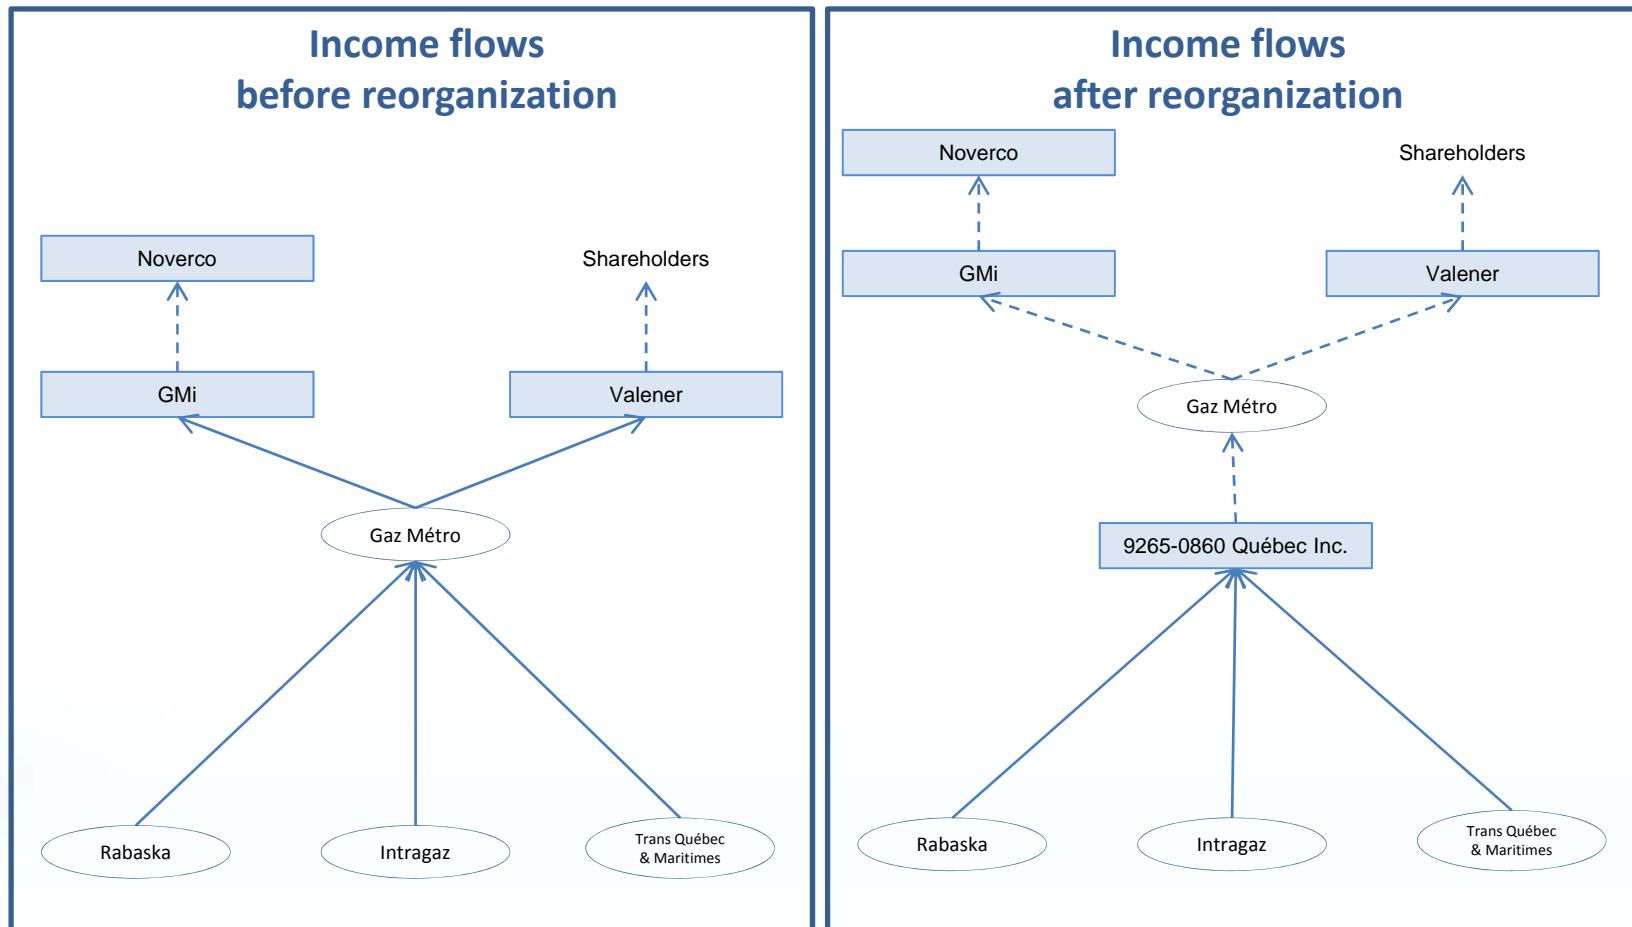 Income flows
before reorganization
Noverco
Shareholders
GMi
Valener
Gaz Métro
Rabaska
Intragaz
Trans Québec
& Maritimes
Income flows
after reorganization
Noverco
Shareholders
GMi
Valener
Gaz Métro
9265-0860 Québec Inc.
Rabaska
Intragaz
Trans Québec
& Maritimes